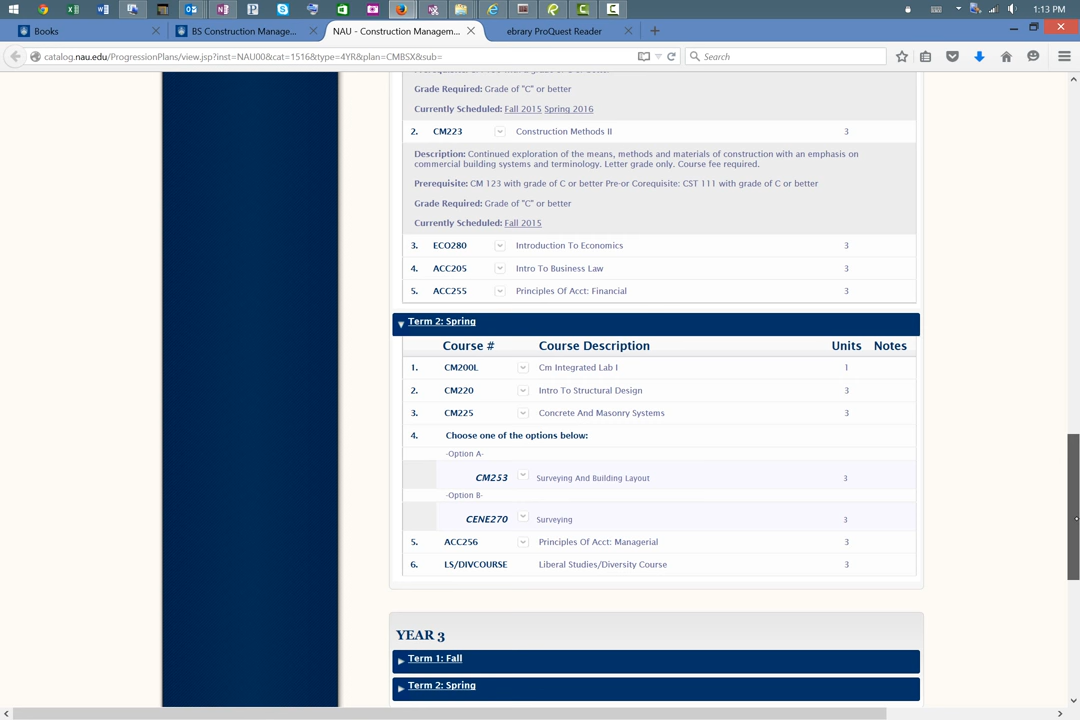 1:13 PM
Books
BS Construction Manage...
NAU - Construction Managem...
ebrary ProQuest Reader
catalog.nau.edu/ProgressionPlans/view.jsp?inst=NAU00&cat=1516&type=4YR&plan=CMBSX&sub=
Search
Grade Required: Grade of "C" or better
Currently Scheduled: Fall 2015 Spring 2016
2. CM223 Construction Methods II 3
Description: Continued exploration of the means, methods and materials of construction with an emphasis on
commercial building systems and terminology. Letter grade only. Course fee required.
Prerequisite: CM 123 with grade of C or better Pre-or Corequisite: CST 111 with grade of C or better
Grade Required: Grade of "C" or better
Currently Scheduled: Fall 2015
3. ECO280 Introduction To Economics 3
4. ACC205 Intro To Business Law 3
5. ACC255 Principles Of Acct: Financial 3
Term 2: Spring
Course # Course Description Units Notes
1. CM200L Cm Integrated Lab I 1
2. CM220 Intro To Structural Design 3
3. CM225 Concrete And Masonry Systems 3
4. Choose one of the options below:
-Option A-
CM253 Surveying And Building Layout 3
-Option B-
CENE270 Surveying 3
5. ACC256 Principles Of Acct: Managerial 3
6. LS/DIVCOURSE Liberal Studies/Diversity Course 3
YEAR 3
Term 1: Fall
Term 2: Spring